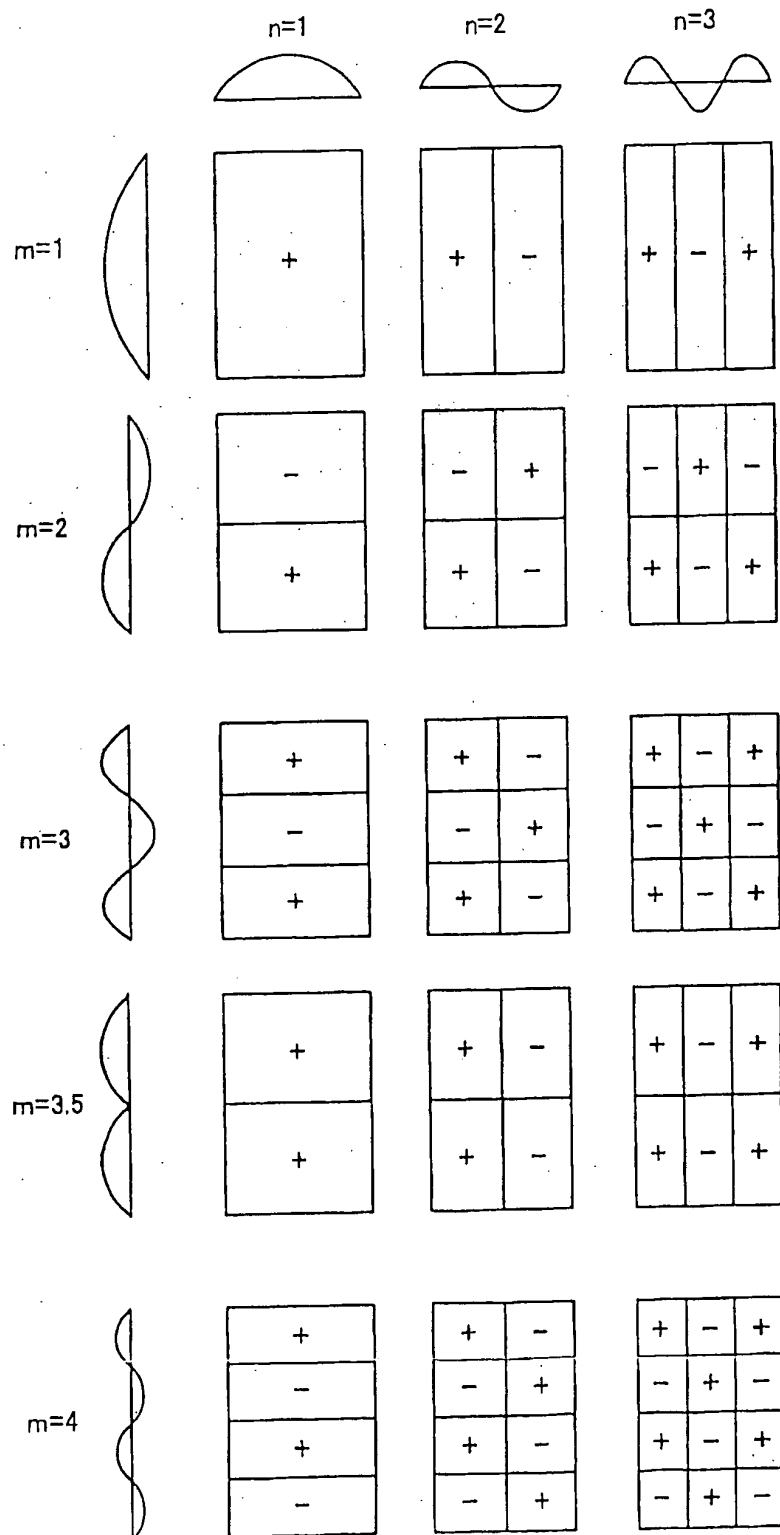 n=1 n=2 n=3
m=1 + + − + − +
m=2 − − + − + −
+ + − + − +
m=3 + + − + − +
− − + − + −
+ + − + − +
m=3.5 + + − + − +
+ + − + − +
m=4 + + − + − +
− − + − + −
+ + − + − +
− − + − + −